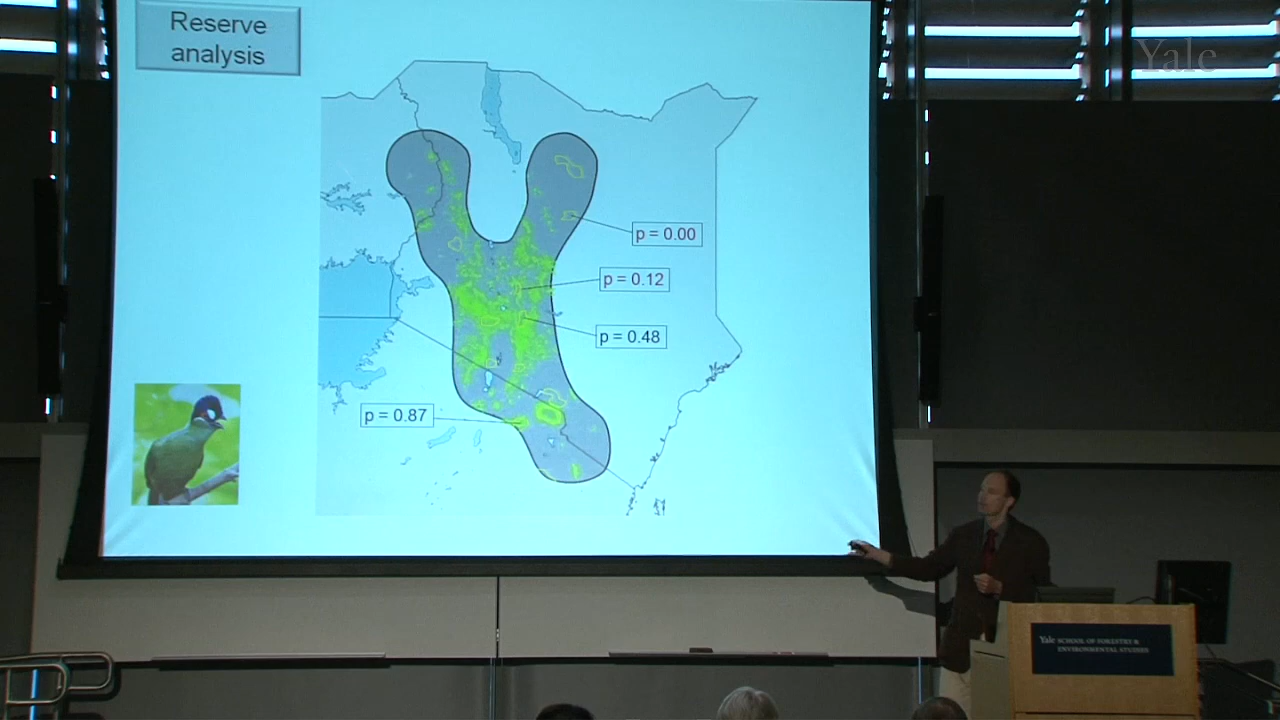 Reserve
analysis
Yale
p = 0.00
p = 0.12
p = 0.48
p = 0.87
Yale SCHOOL OF FORESTRY &
ENVIRONMENTAL STUDIES